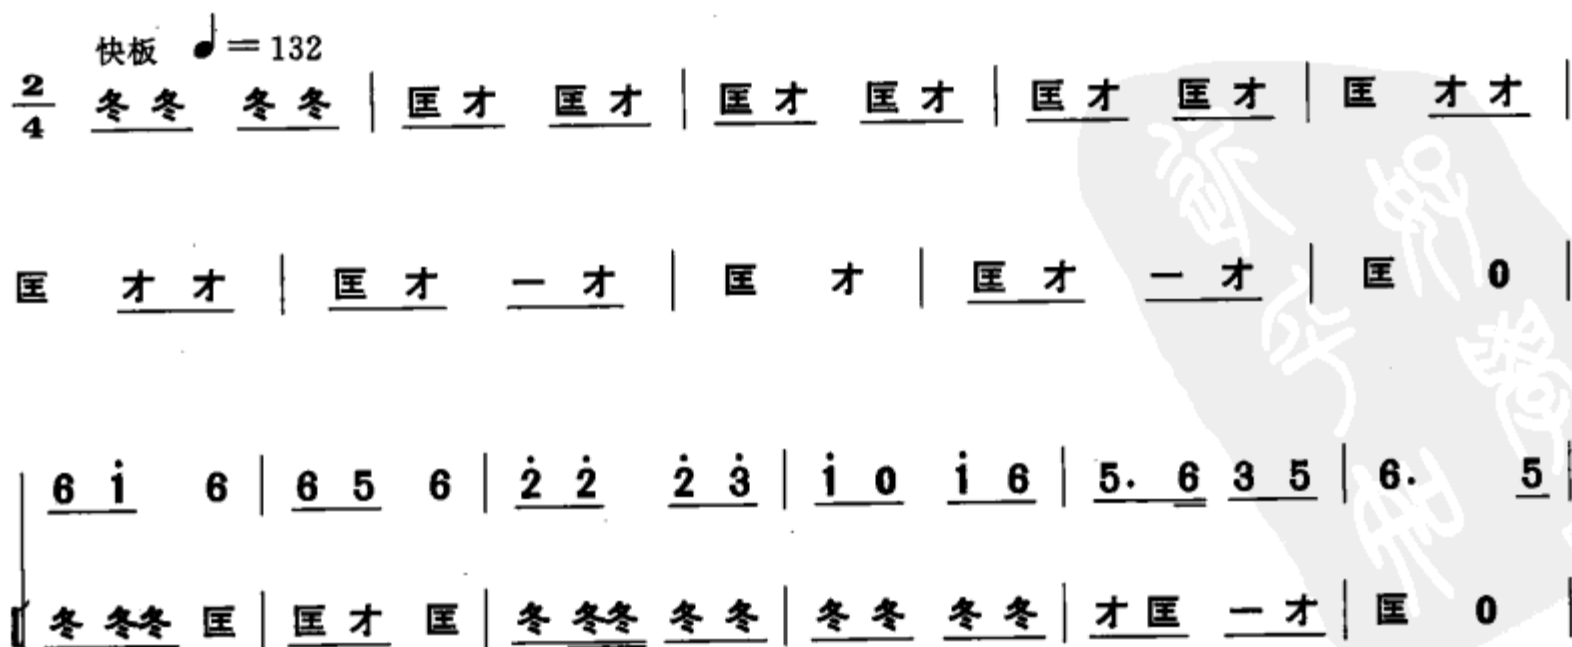 快板 ♩= 132
2/4 冬冬 冬冬 | 匡才 匡才 | 匡才 匡才 | 匡才 匡才 | 匡 才才 |
匡 才才 | 匡才 一才 | 匡 才 | 匡才 一才 | 匡 0 |
6 i̇ 6 | 6 5 6 | 2̇ 2̇ 2̇ 3̇ | i̇ 0 i̇ 6 | 5. 6 3 5 | 6. 5 |
冬 冬冬 匡 | 匡才 匡 | 冬 冬冬 冬冬 | 冬冬 冬冬 | 才匡 一才 | 匡 0 |